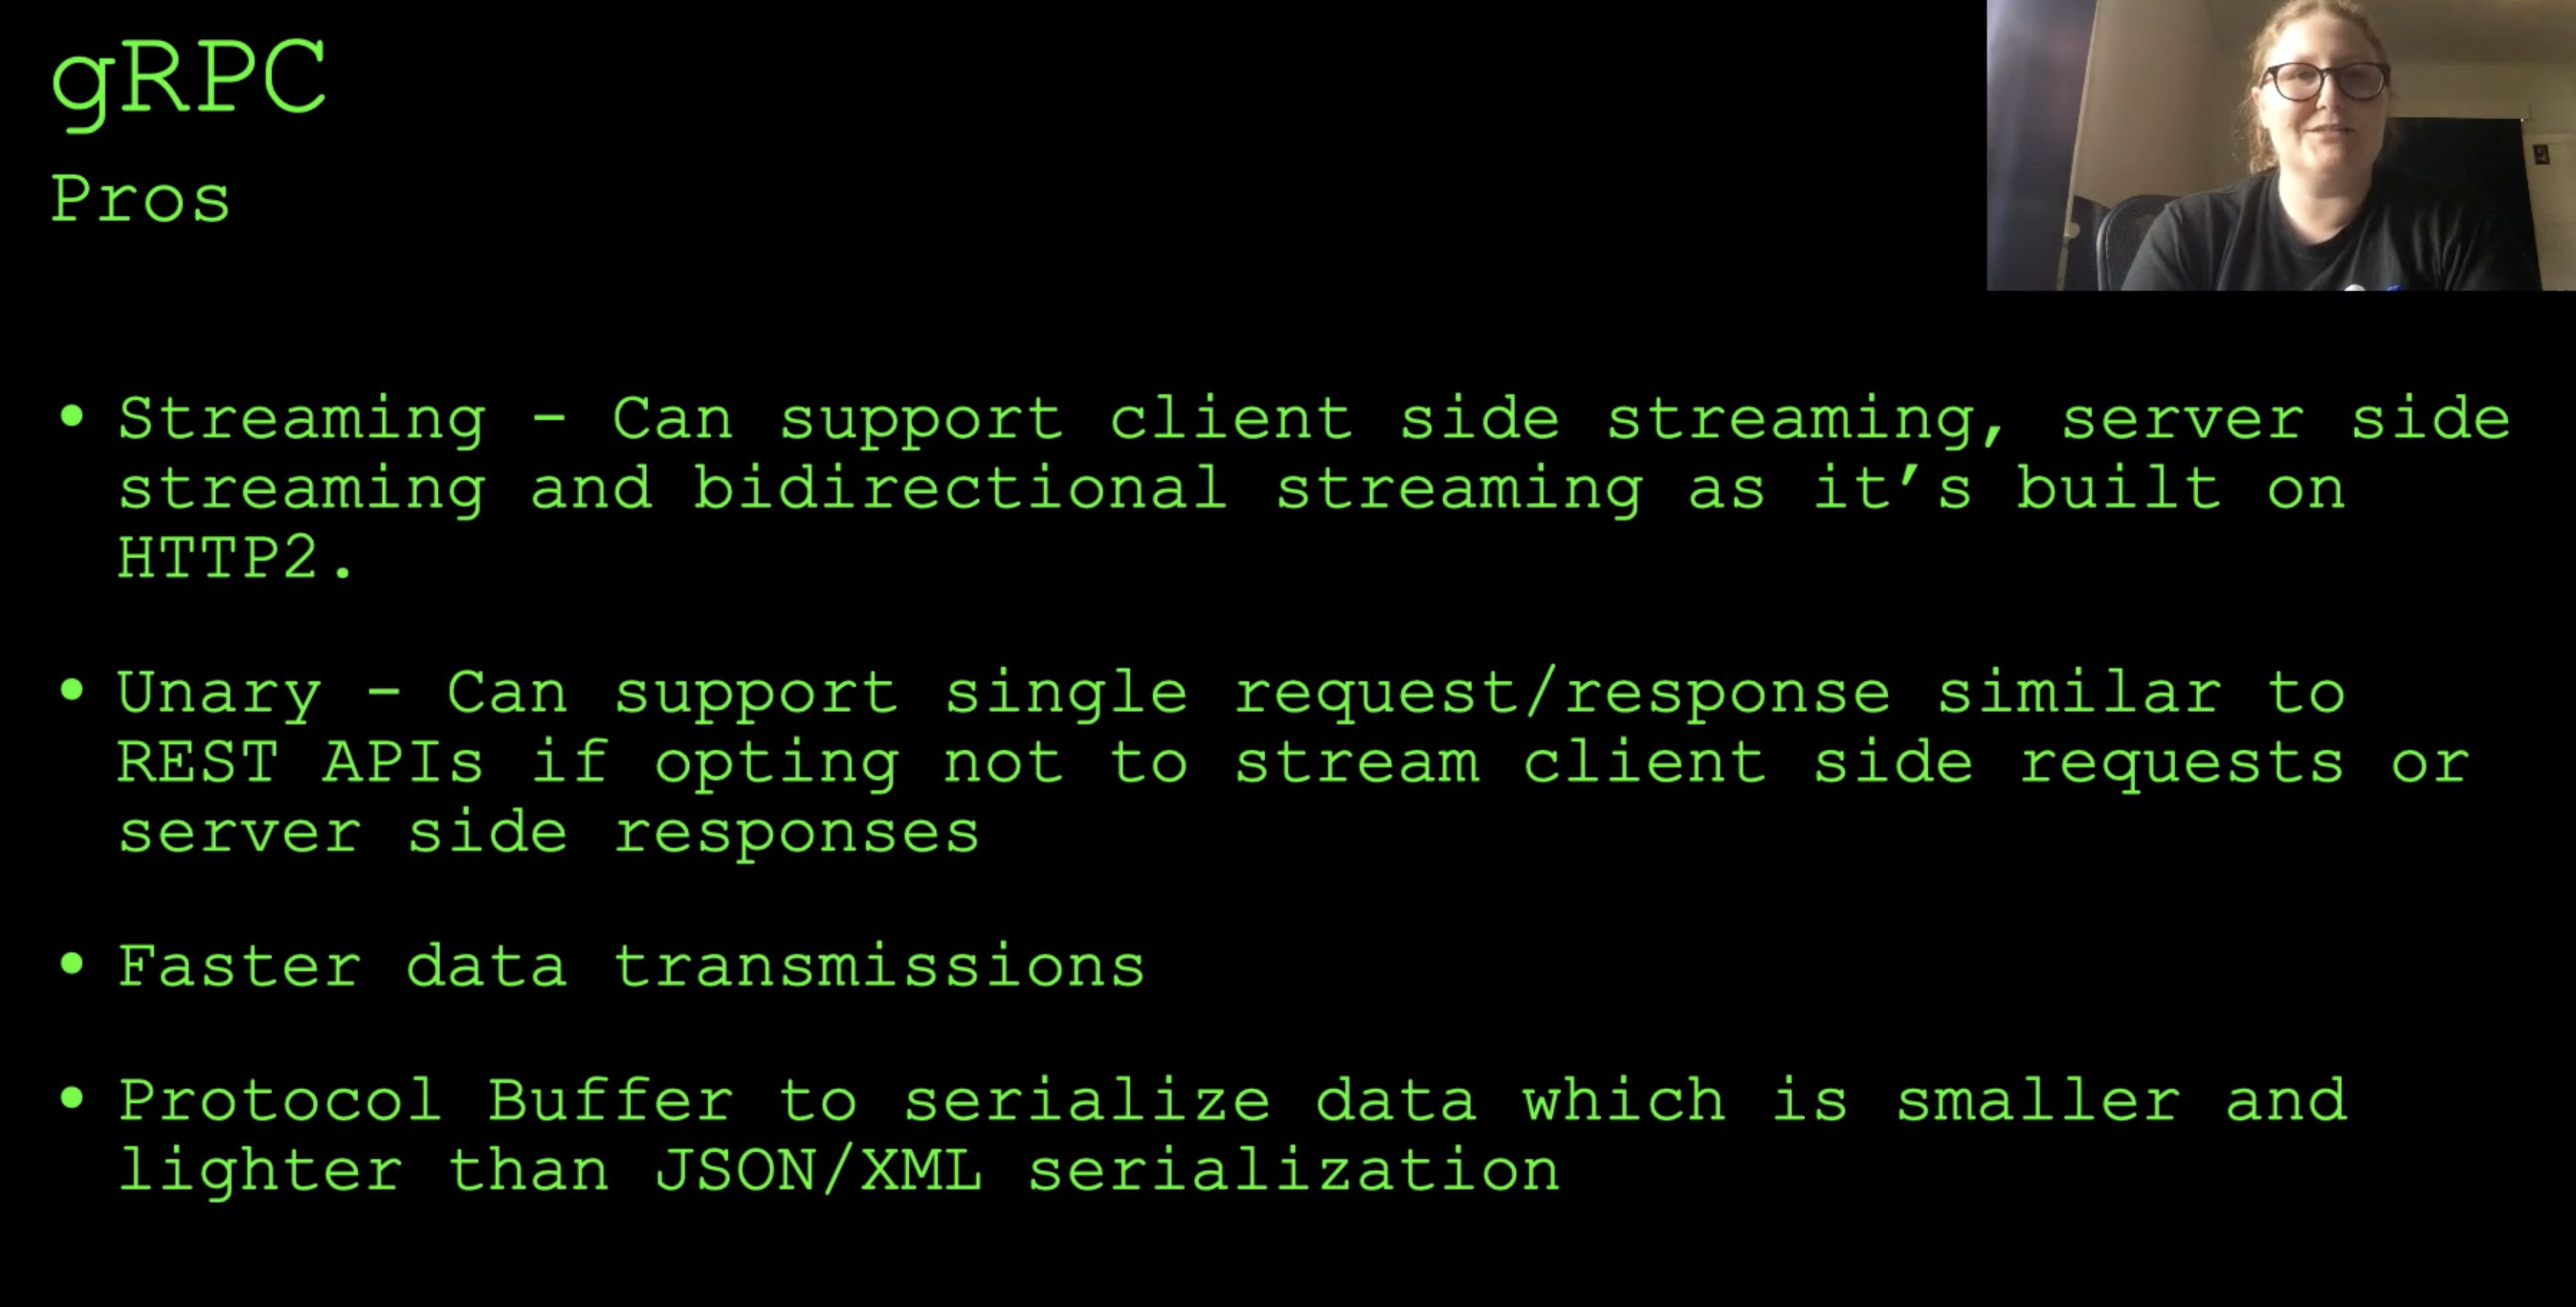 gRPC
Pros
• Streaming - Can support client side streaming, server side
streaming and bidirectional streaming as it’s built on
HTTP2.
• Unary - Can support single request/response similar to
REST APIs if opting not to stream client side requests or
server side responses
• Faster data transmissions
• Protocol Buffer to serialize data which is smaller and
lighter than JSON/XML serialization